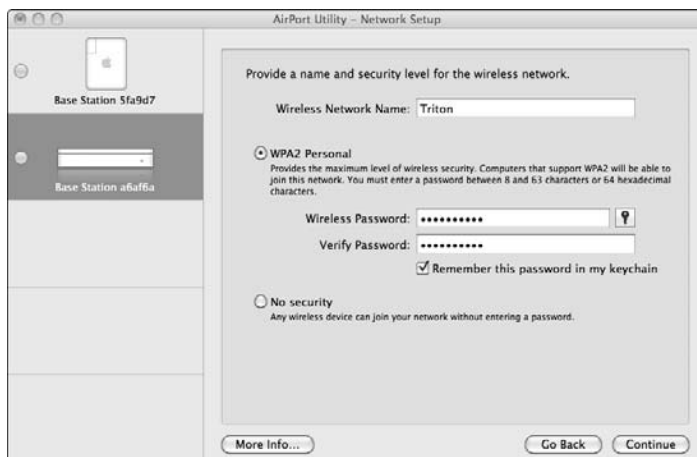 AirPort Utility – Network Setup
Base Station 5fa9d7
Base Station a6af6a
Provide a name and security level for the wireless network.
Wireless Network Name: Triton
WPA2 Personal
Provides the maximum level of wireless security. Computers that support WPA2 will be able to
join this network. You must enter a password between 8 and 63 characters or 64 hexadecimal
characters.
Wireless Password: ••••••••••
Verify Password: ••••••••••
Remember this password in my keychain
No security
Any wireless device can join your network without entering a password.
More Info...
Go Back
Continue